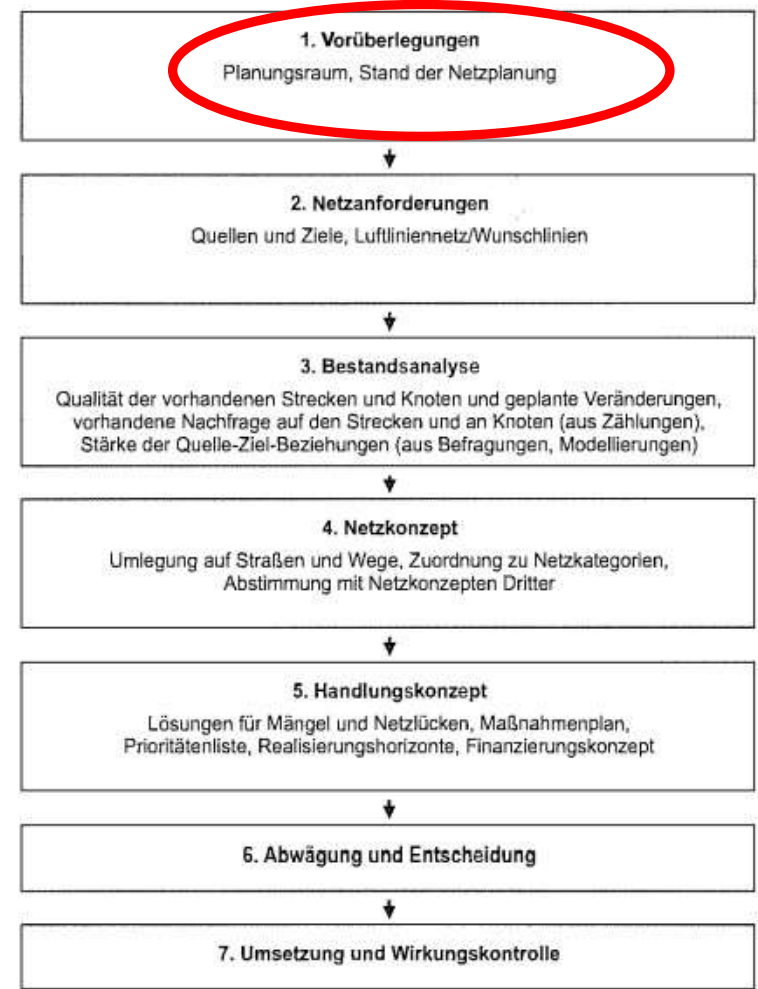 1. Vorüberlegungen
Planungsraum, Stand der Netzplanung
2. Netzanforderungen
Quellen und Ziele, Luftliniennetz/Wunschlinien
3. Bestandsanalyse
Qualität der vorhandenen Strecken und Knoten und geplante Veränderungen,
vorhandene Nachfrage auf den Strecken und an Knoten (aus Zählungen),
Stärke der Quelle-Ziel-Beziehungen (aus Befragungen, Modellierungen)
4. Netzkonzept
Umlegung auf Straßen und Wege, Zuordnung zu Netzkategorien,
Abstimmung mit Netzkonzepten Dritter
5. Handlungskonzept
Lösungen für Mängel und Netzlücken, Maßnahmenplan,
Prioritätenliste, Realisierungshorizonte, Finanzierungskonzept
6. Abwägung und Entscheidung
7. Umsetzung und Wirkungskontrolle